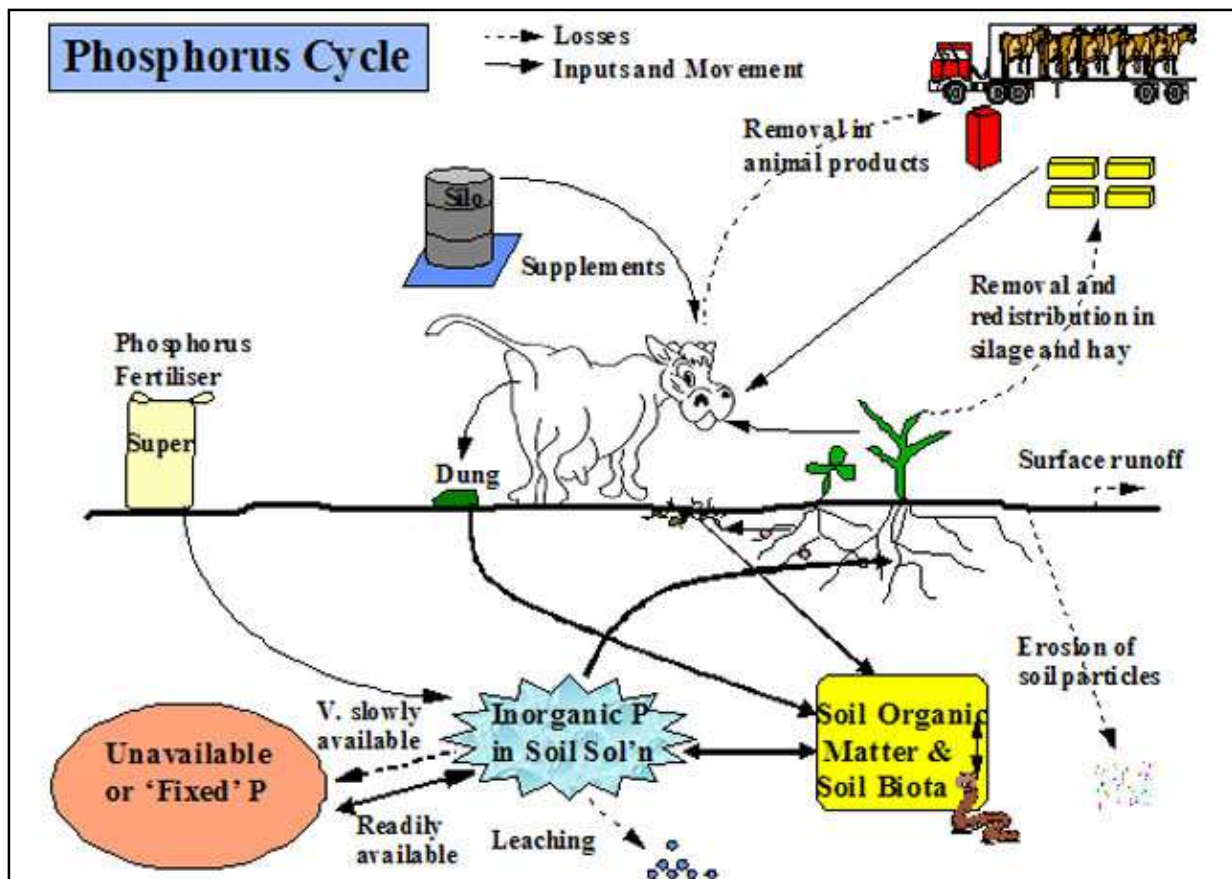 Phosphorus Cycle
Losses
Inputs and Movement
Removal in
animal products
Silo
Supplements
Removal and
redistribution in
silage and hay
Phosphorus
Fertiliser
Super
Dung
Surface runoff
Erosion of
soil particles
V. slowly
available
Inorganic P
in Soil Sol'n
Soil Organic
Matter &
Soil Biota
Unavailable
or 'Fixed' P
Readily
available
Leaching